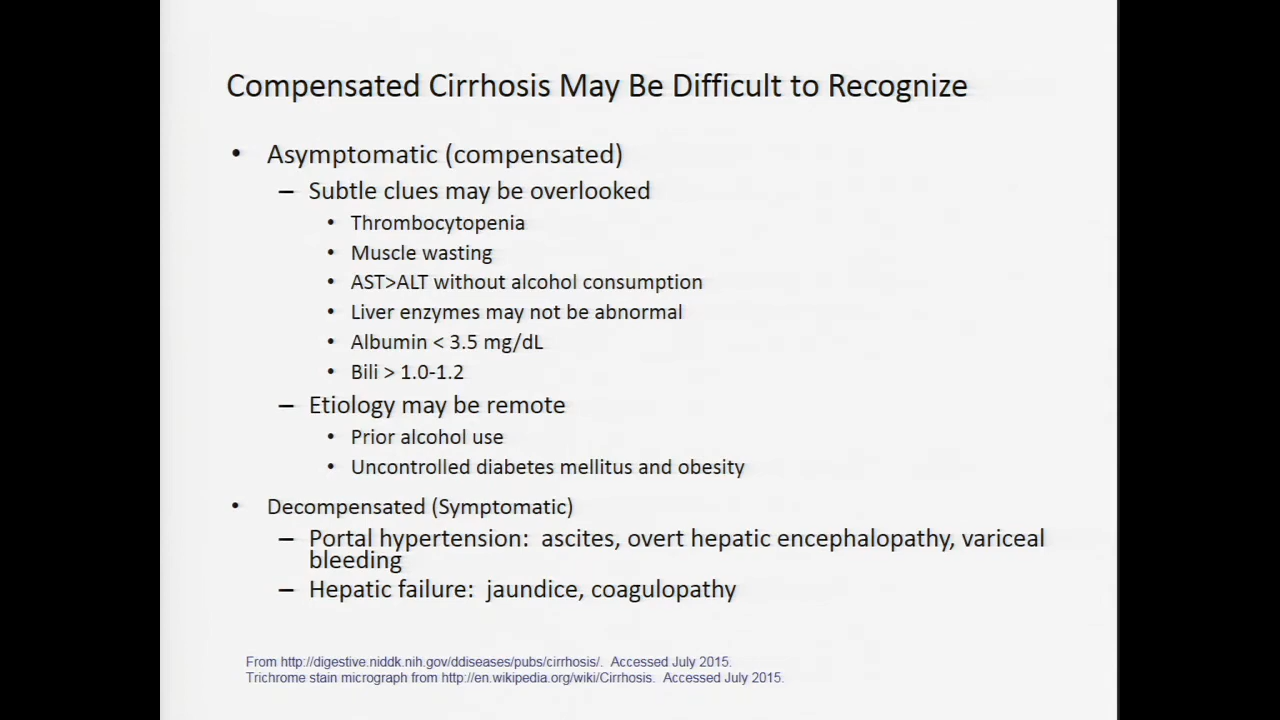 Compensated Cirrhosis May Be Difficult to Recognize
• Asymptomatic (compensated)
– Subtle clues may be overlooked
• Thrombocytopenia
• Muscle wasting
• AST>ALT without alcohol consumption
• Liver enzymes may not be abnormal
• Albumin < 3.5 mg/dL
• Bili > 1.0-1.2
– Etiology may be remote
• Prior alcohol use
• Uncontrolled diabetes mellitus and obesity
• Decompensated (Symptomatic)
– Portal hypertension: ascites, overt hepatic encephalopathy, variceal
bleeding
– Hepatic failure: jaundice, coagulopathy
From http://digestive.niddk.nih.gov/ddiseases/pubs/cirrhosis/. Accessed July 2015.
Trichrome stain micrograph from http://en.wikipedia.org/wiki/Cirrhosis. Accessed July 2015.